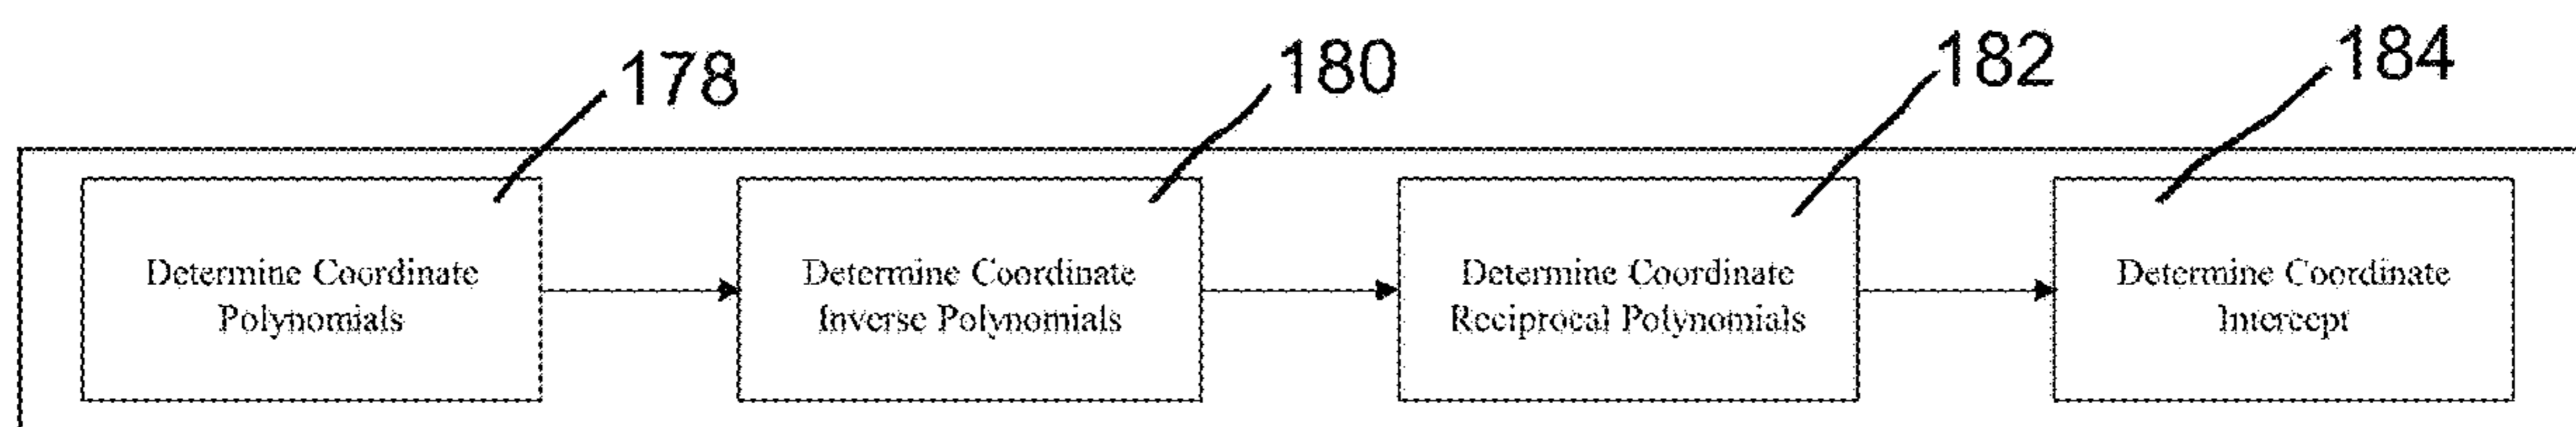 178
180
182
184
Determine Coordinate
Polynomials
Determine Coordinate
Inverse Polynomials
Determine Coordinate
Reciprocal Polynomials
Determine Coordinate
Intercept